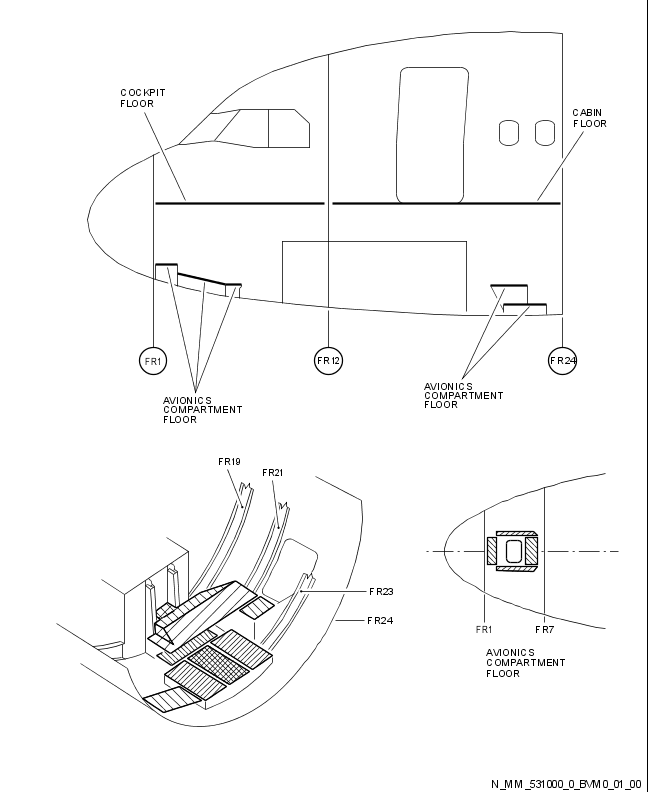 COCKPIT
FLOOR
CABIN
FLOOR
FR1
FR12
FR24
AVIONICS
COMPARTMENT
FLOOR
AVIONICS
COMPARTMENT
FLOOR
FR19
FR21
FR23
FR24
FR1
FR7
AVIONICS
COMPARTMENT
FLOOR
N_MM_531000_0_BVM0_01_00